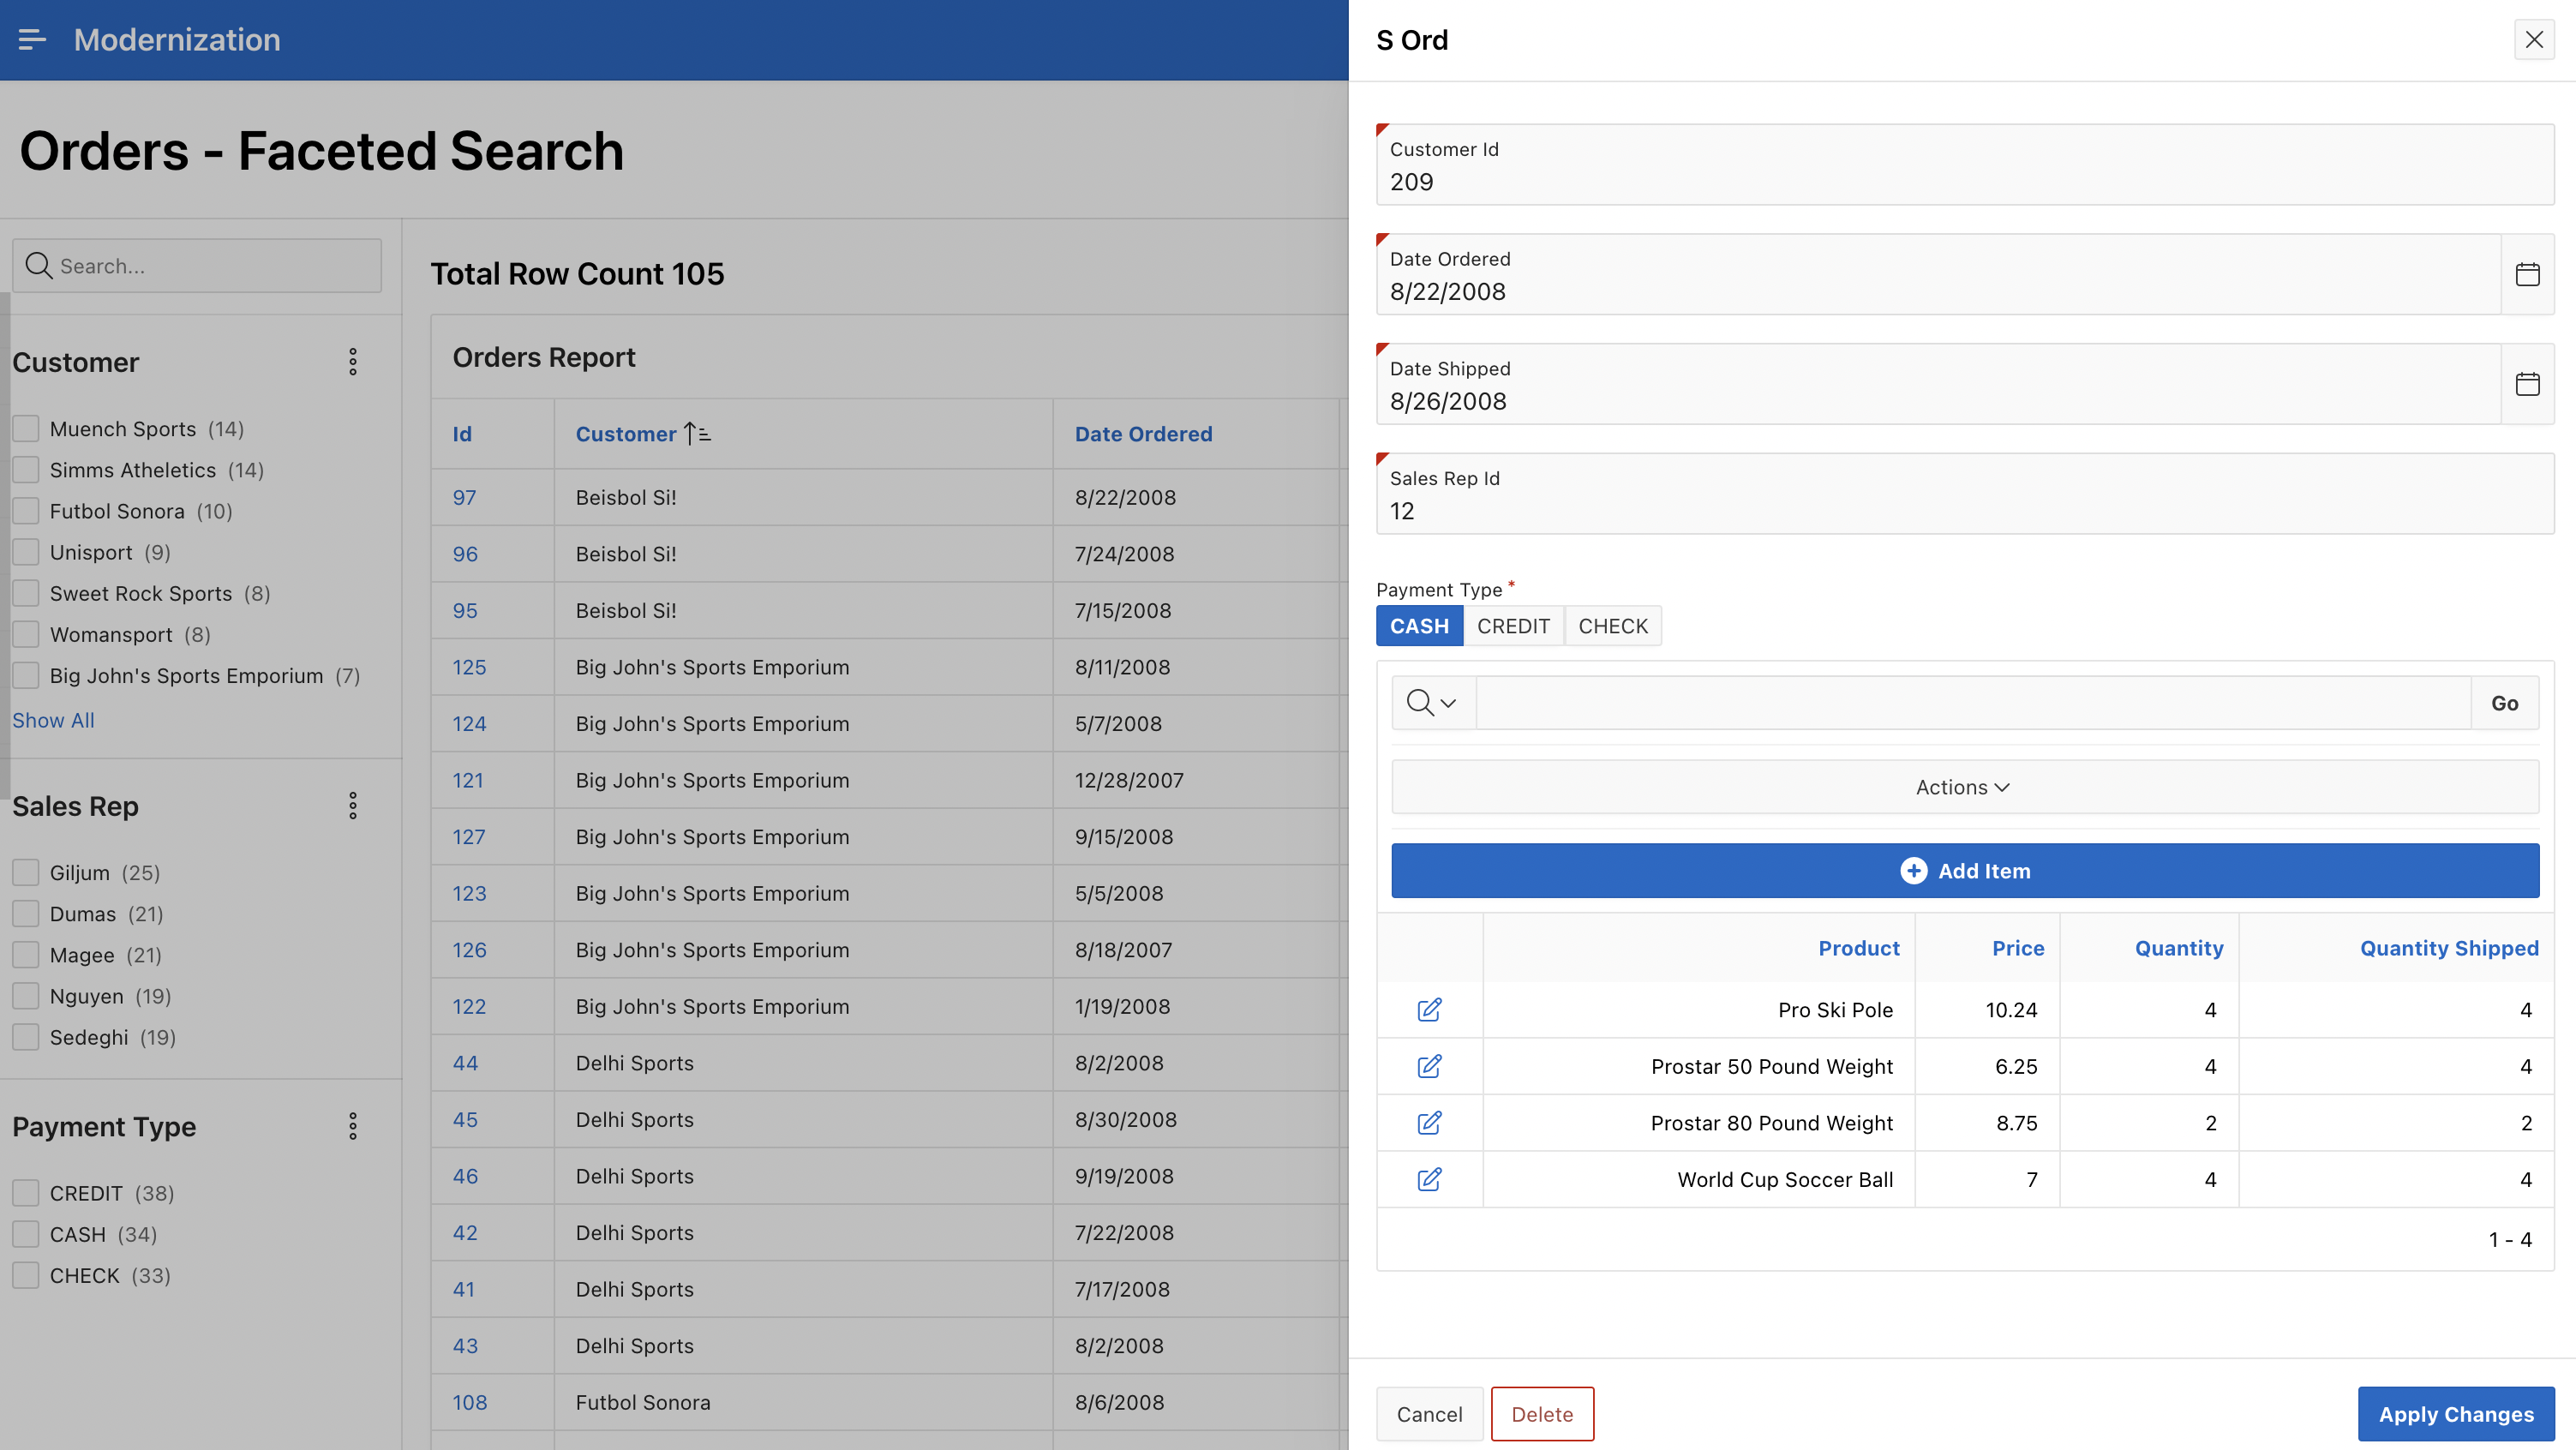 Modernization
Orders - Faceted Search
Search...
Customer
Muench Sports (14)
Simms Atheletics (14)
Futbol Sonora (10)
Unisport (9)
Sweet Rock Sports (8)
Womansport (8)
Big John's Sports Emporium (7)
Show All
Sales Rep
Giljum (25)
Dumas (21)
Magee (21)
Nguyen (19)
Sedeghi (19)
Payment Type
CREDIT (38)
CASH (34)
CHECK (33)
Total Row Count 105
Orders Report
Id Customer Date Ordered
97 Beisbol Si! 8/22/2008
96 Beisbol Si! 7/24/2008
95 Beisbol Si! 7/15/2008
125 Big John's Sports Emporium 8/11/2008
124 Big John's Sports Emporium 5/7/2008
121 Big John's Sports Emporium 12/28/2007
127 Big John's Sports Emporium 9/15/2008
123 Big John's Sports Emporium 5/5/2008
126 Big John's Sports Emporium 8/18/2007
122 Big John's Sports Emporium 1/19/2008
44 Delhi Sports 8/2/2008
45 Delhi Sports 8/30/2008
46 Delhi Sports 9/19/2008
42 Delhi Sports 7/22/2008
41 Delhi Sports 7/17/2008
43 Delhi Sports 8/2/2008
108 Futbol Sonora 8/6/2008
S Ord
Customer Id
209
Date Ordered
8/22/2008
Date Shipped
8/26/2008
Sales Rep Id
12
Payment Type *
CASH CREDIT CHECK
Go
Actions
Add Item
Product Price Quantity Quantity Shipped
Pro Ski Pole 10.24 4 4
Prostar 50 Pound Weight 6.25 4 4
Prostar 80 Pound Weight 8.75 2 2
World Cup Soccer Ball 7 4 4
1 - 4
Cancel Delete Apply Changes